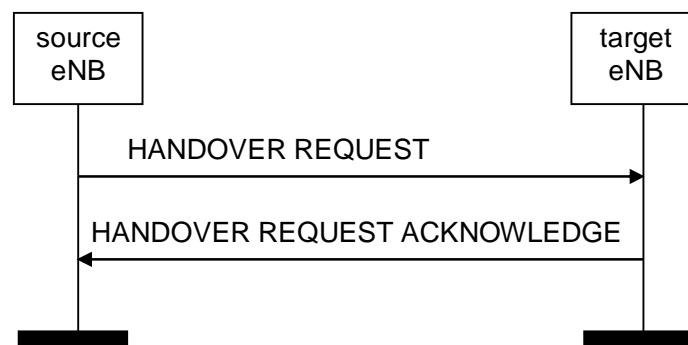 source
eNB
target
eNB
HANDOVER REQUEST
HANDOVER REQUEST ACKNOWLEDGE